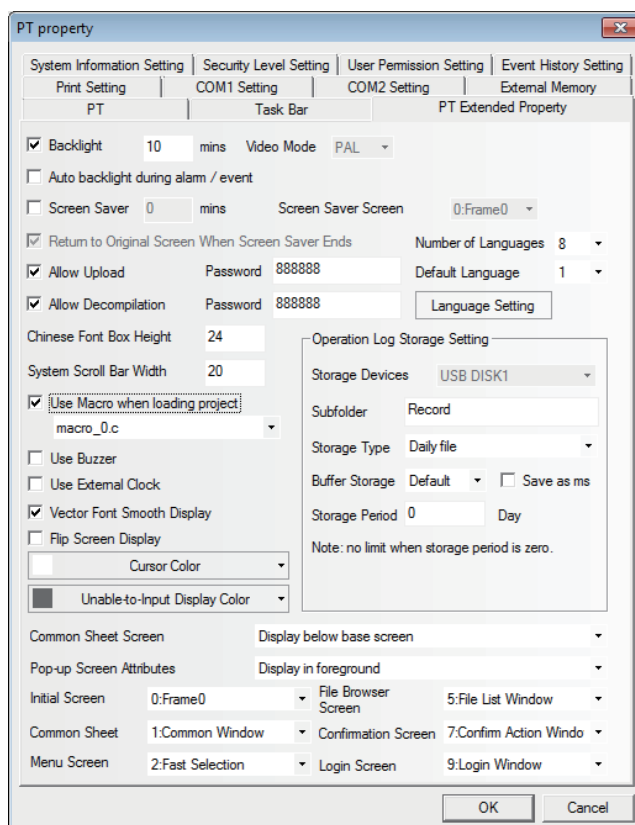 PT property
System Information Setting Security Level Setting User Permission Setting Event History Setting
Print Setting COM1 Setting COM2 Setting External Memory
PT Task Bar PT Extended Property
Backlight 10 mins Video Mode PAL
Auto backlight during alarm / event
Screen Saver 0 mins Screen Saver Screen 0:Frame0
Return to Original Screen When Screen Saver Ends Number of Languages 8
Allow Upload Password 888888 Default Language 1
Allow Decompilation Password 888888 Language Setting
Chinese Font Box Height 24
System Scroll Bar Width 20
Use Macro when loading project
macro_0.c
Use Buzzer
Use External Clock
Vector Font Smooth Display
Flip Screen Display
Cursor Color
Unable-to-Input Display Color
Operation Log Storage Setting
Storage Devices USB DISK1
Subfolder Record
Storage Type Daily file
Buffer Storage Default Save as ms
Storage Period 0 Day
Note: no limit when storage period is zero.
Common Sheet Screen Display below base screen
Pop-up Screen Attributes Display in foreground
Initial Screen 0:Frame0 File Browser Screen 5:File List Window
Common Sheet 1:Common Window Confirmation Screen 7:Confirm Action Windo
Menu Screen 2:Fast Selection Login Screen 9:Login Window
OK Cancel